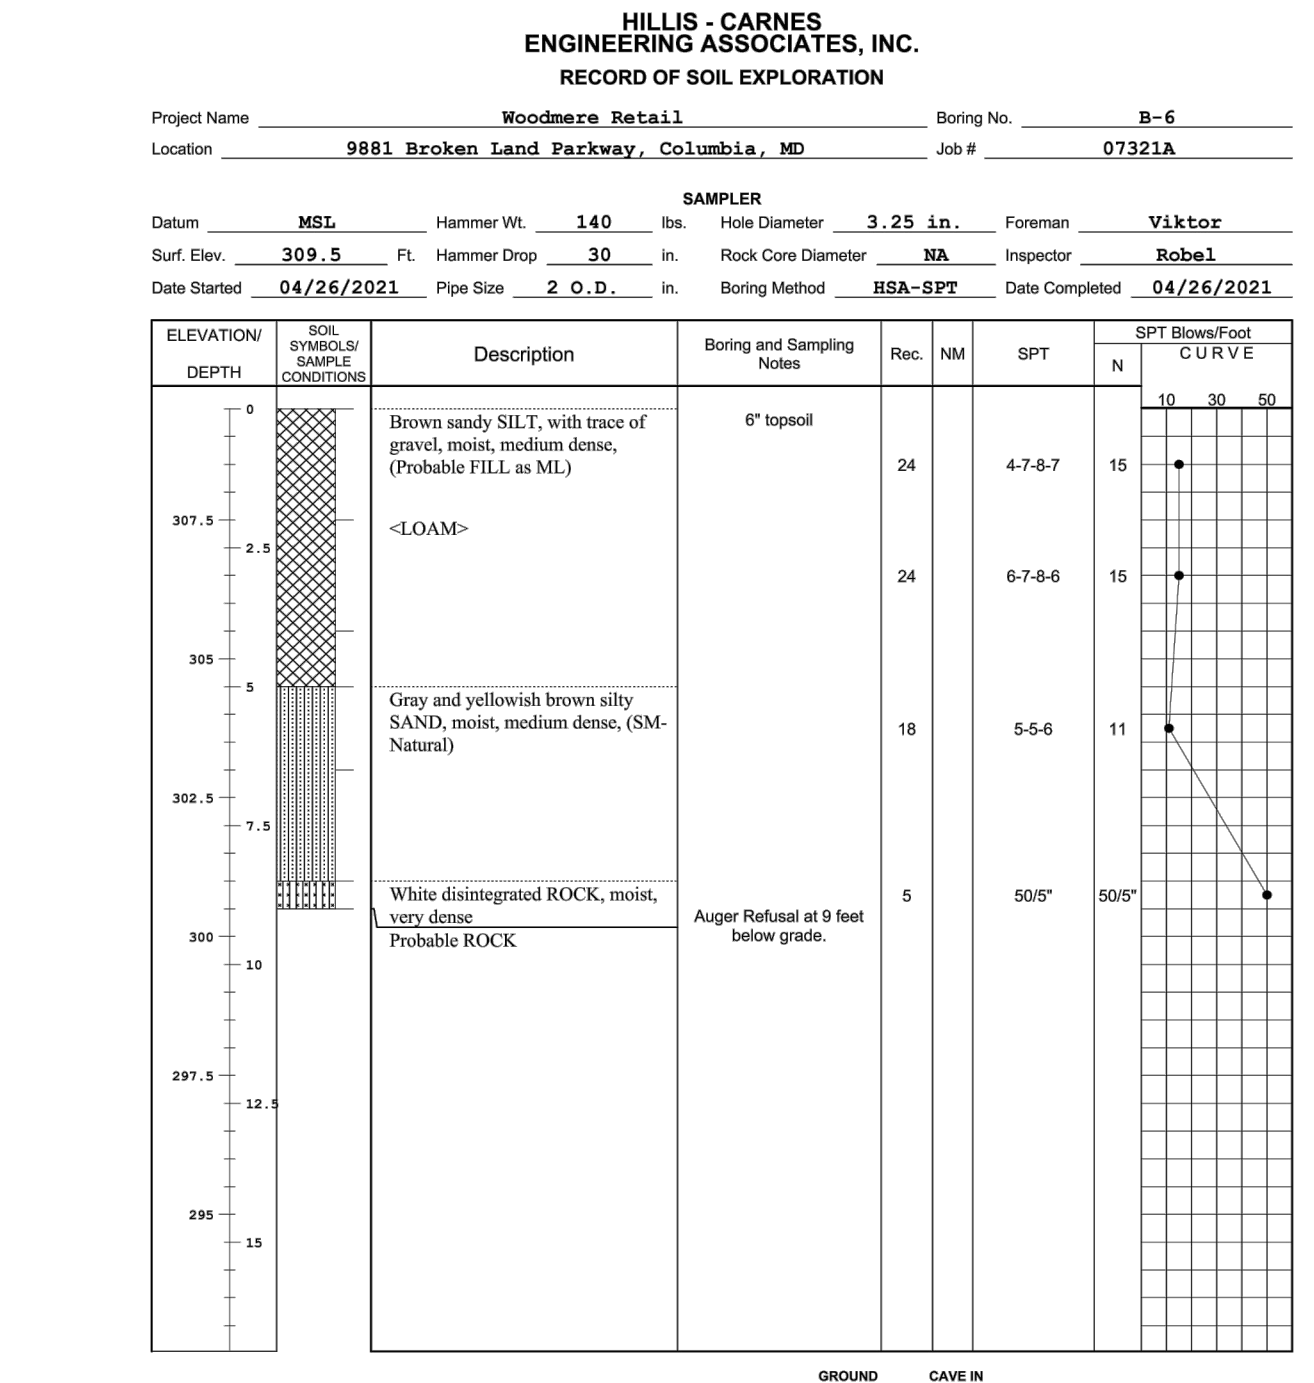 HILLIS - CARNES
ENGINEERING ASSOCIATES, INC.
RECORD OF SOIL EXPLORATION
Project Name Woodmere Retail Boring No. B-6
Location 9881 Broken Land Parkway, Columbia, MD Job # 07321A
SAMPLER
Datum MSL Hammer Wt. 140 lbs. Hole Diameter 3.25 in. Foreman Viktor
Surf. Elev. 309.5 Ft. Hammer Drop 30 in. Rock Core Diameter NA Inspector Robel
Date Started 04/26/2021 Pipe Size 2 O.D. in. Boring Method HSA-SPT Date Completed 04/26/2021
ELEVATION/
DEPTH
SOIL
SYMBOLS/
SAMPLE
CONDITIONS
Description
Boring and Sampling
Notes
Rec.
NM
SPT
SPT Blows/Foot
N
CURVE
10 30 50
0
Brown sandy SILT, with trace of
gravel, moist, medium dense,
(Probable FILL as ML)
6" topsoil
24 4-7-8-7 15
307.5
<LOAM>
2.5
24 6-7-8-6 15
305
5
Gray and yellowish brown silty
SAND, moist, medium dense, (SM-
Natural)
18 5-5-6 11
302.5
7.5
White disintegrated ROCK, moist,
very dense
5 50/5" 50/5"
Auger Refusal at 9 feet
below grade.
Probable ROCK
300
10
297.5
12.5
295
15
GROUND CAVE IN